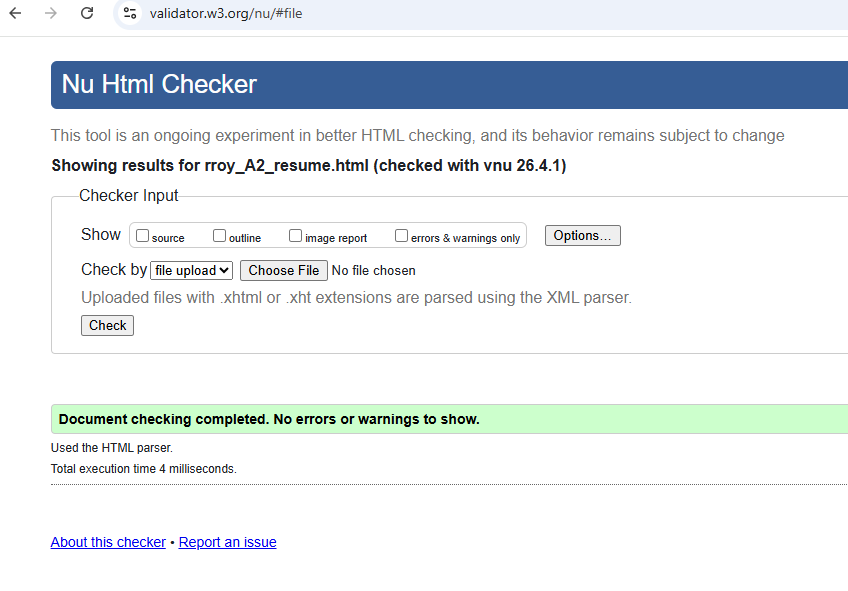 validator.w3.org/nu/#file
Nu Html Checker
This tool is an ongoing experiment in better HTML checking, and its behavior remains subject to change
Showing results for rroy_A2_resume.html (checked with vnu 26.4.1)
Checker Input
Show source outline image report errors & warnings only Options...
Check by file upload Choose File No file chosen
Uploaded files with .xhtml or .xht extensions are parsed using the XML parser.
Check
Document checking completed. No errors or warnings to show.
Used the HTML parser.
Total execution time 4 milliseconds.
About this checker • Report an issue